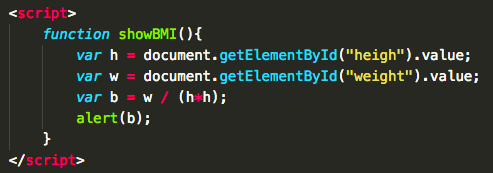 <script>
function showBMI(){
var h = document.getElementById("heigh").value;
var w = document.getElementById("weight").value;
var b = w / (h*h);
alert(b);
}
</script>